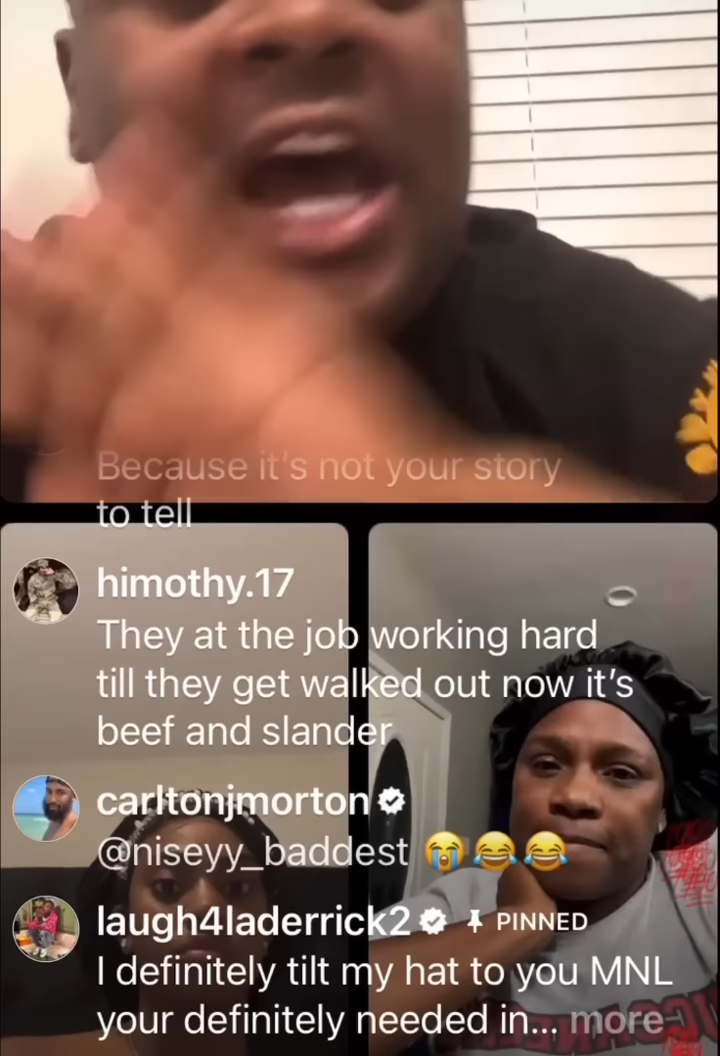 Because it's not your story
to tell
himothy.17
They at the job working hard
till they get walked out now it's
beef and slander
carltonjmorton
@niseyy_baddest 😭😂😂
laugh4laderrick2 PINNED
I definitely tilt my hat to you MNL
your definitely needed in... more